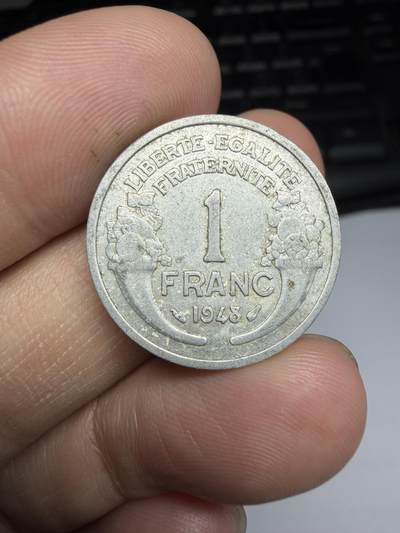 LIBERTE·EGALITE
FRATERNITE
1
FRANC
1948